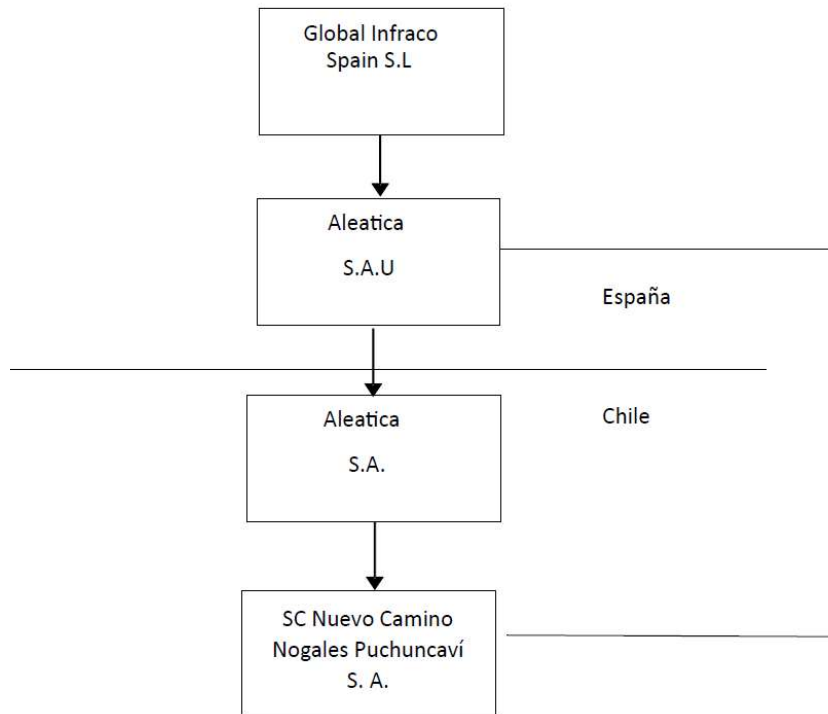 Global Infraco
Spain S.L
Aleatica
S.A.U
España
Aleatica
S.A.
Chile
SC Nuevo Camino
Nogales Puchuncaví
S. A.